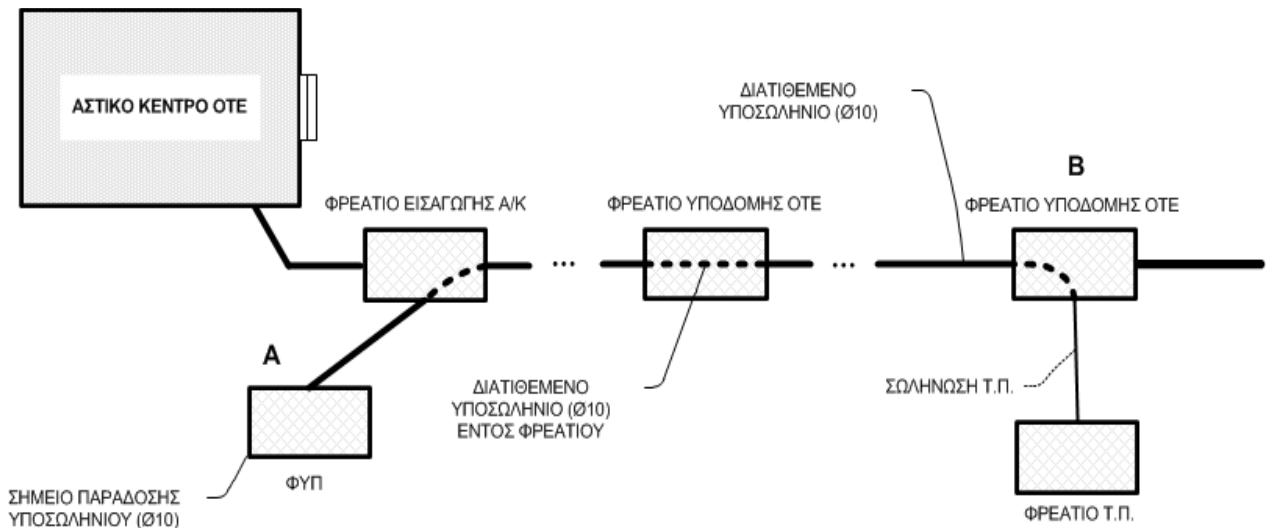 ΑΣΤΙΚΟ ΚΕΝΤΡΟ ΟΤΕ
ΔΙΑΤΙΘΕΜΕΝΟ
ΥΠΟΣΩΛΗΝΙΟ (Ø10)
B
ΦΡΕΑΤΙΟ ΕΙΣΑΓΩΓΗΣ Α/Κ
ΦΡΕΑΤΙΟ ΥΠΟΔΟΜΗΣ ΟΤΕ
ΦΡΕΑΤΙΟ ΥΠΟΔΟΜΗΣ ΟΤΕ
...
...
A
ΔΙΑΤΙΘΕΜΕΝΟ
ΥΠΟΣΩΛΗΝΙΟ (Ø10)
ΕΝΤΟΣ ΦΡΕΑΤΙΟΥ
ΣΩΛΗΝΩΣΗ Τ.Π.
ΦΥΠ
ΣΗΜΕΙΟ ΠΑΡΑΔΟΣΗΣ
ΥΠΟΣΩΛΗΝΙΟΥ (Ø10)
ΦΡΕΑΤΙΟ Τ.Π.